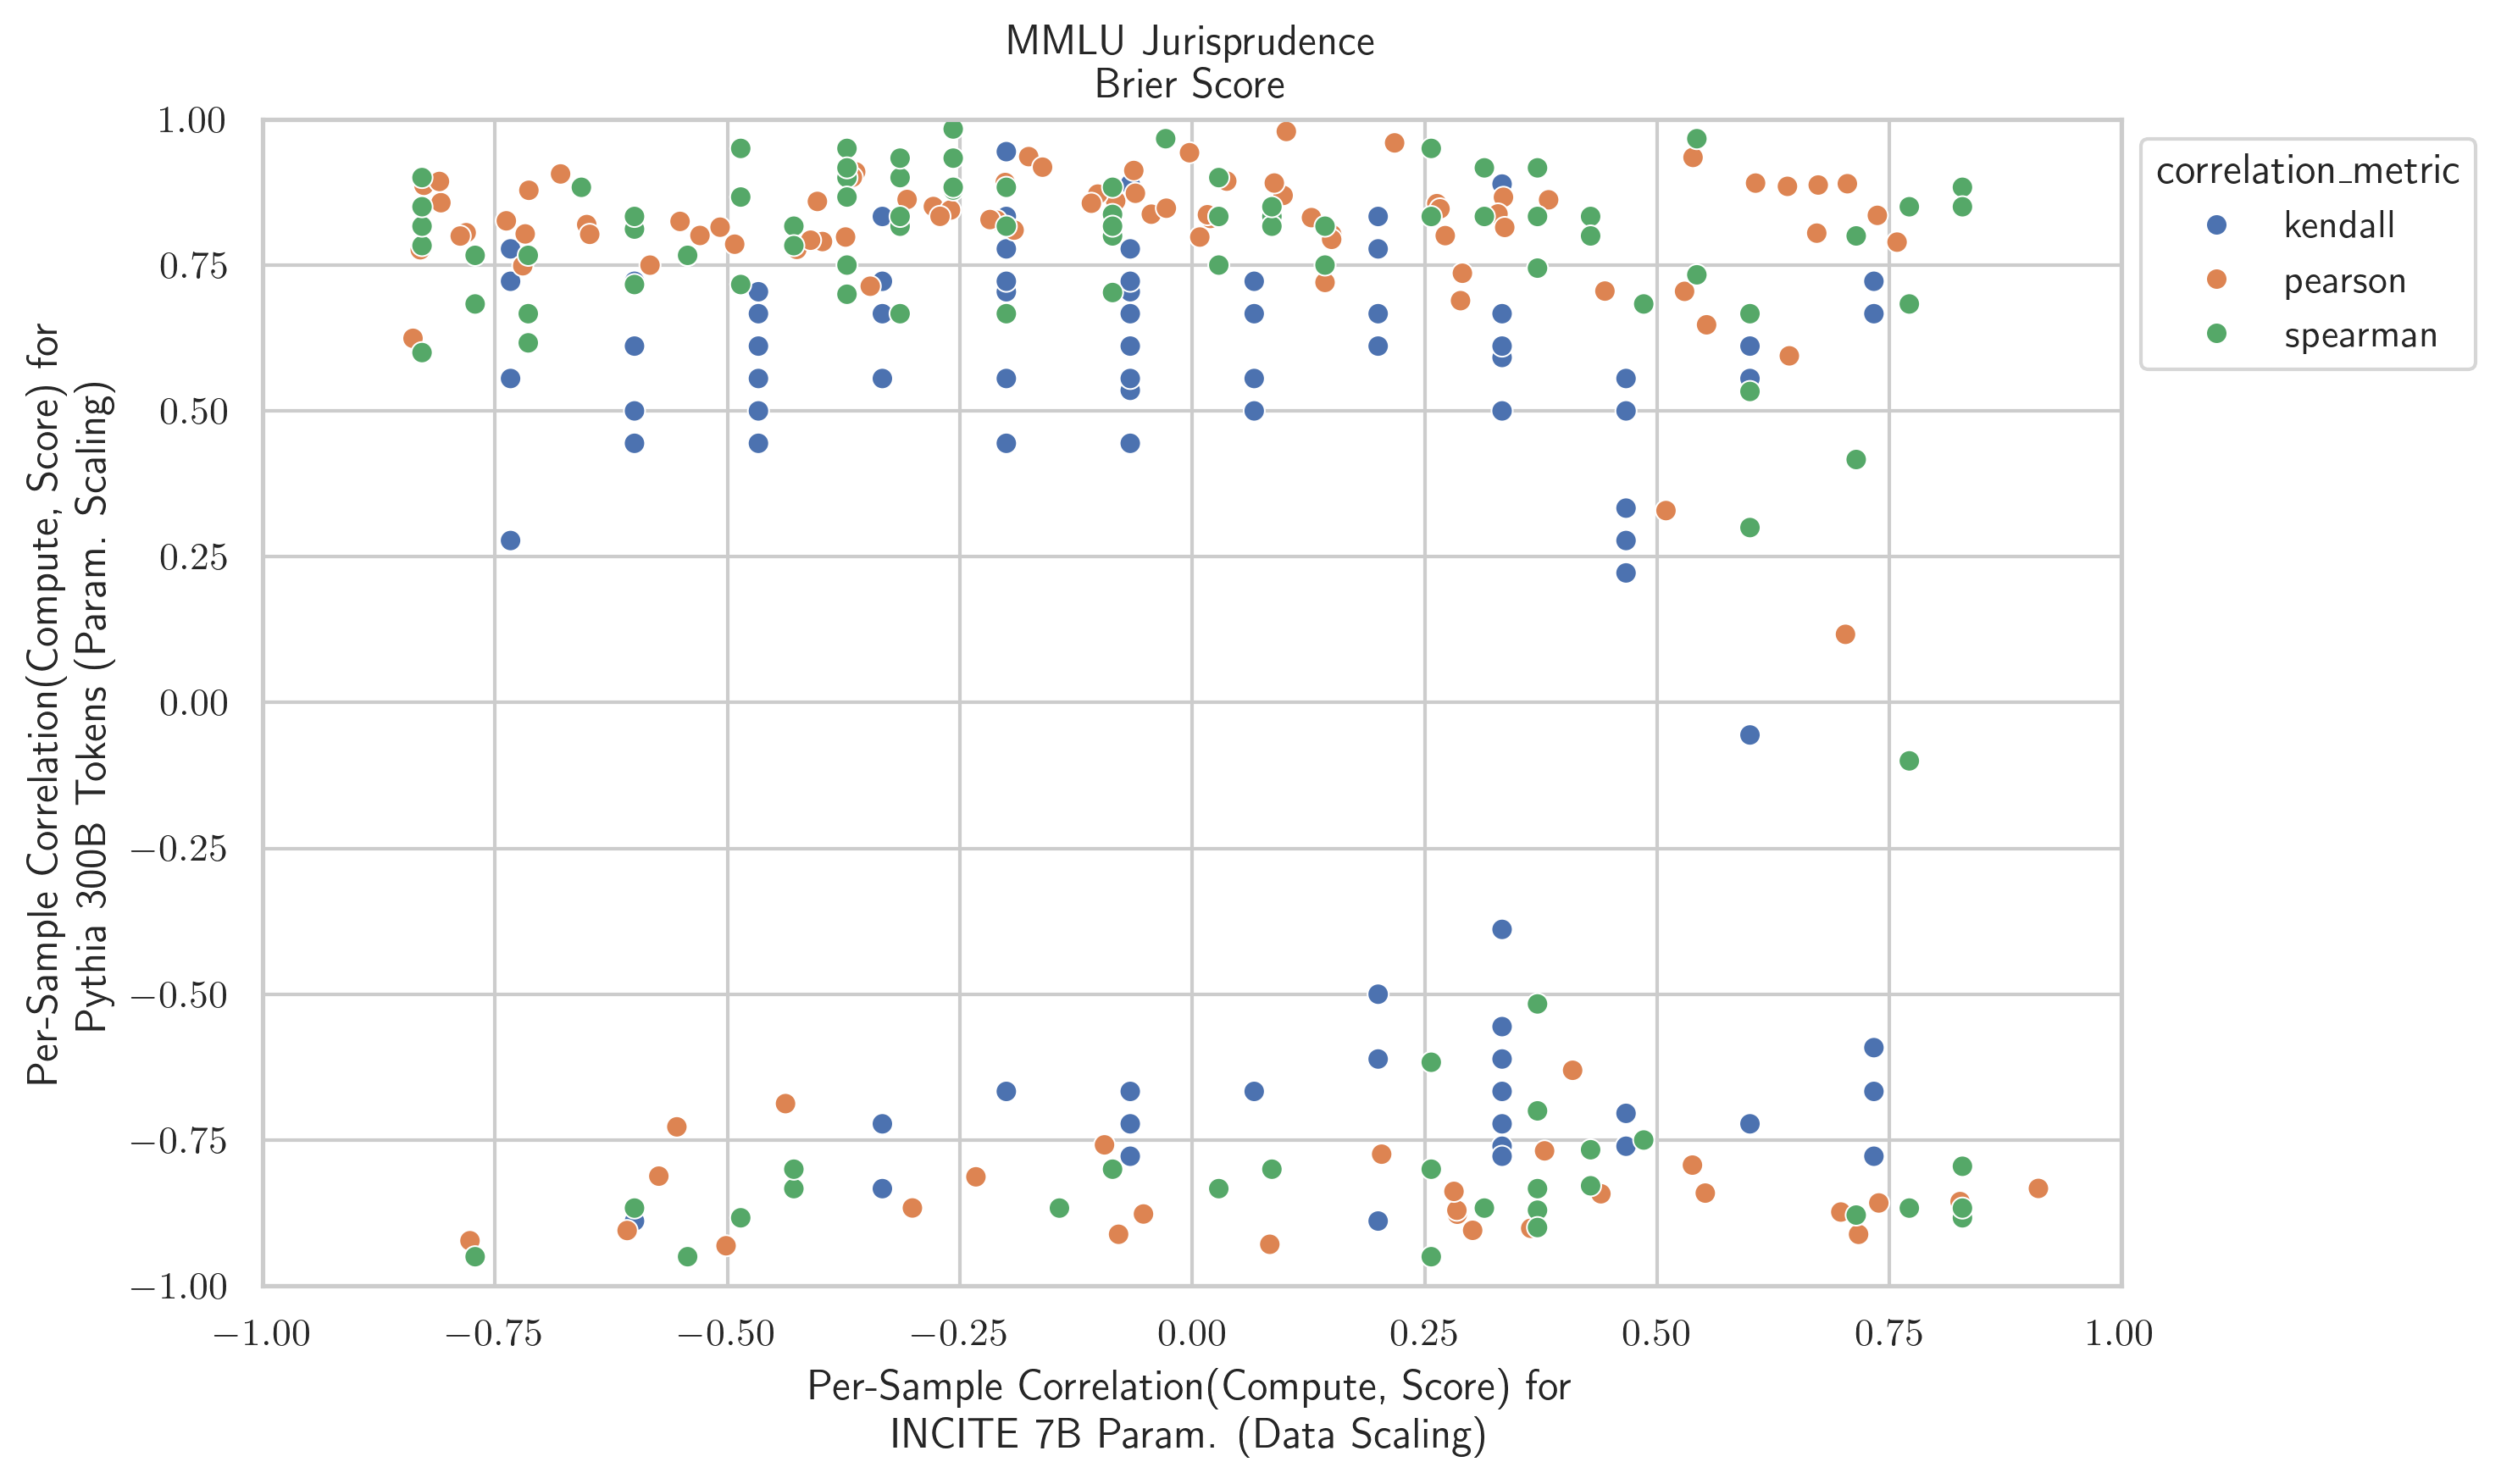 MMLU Jurisprudence
Brier Score
1.00
0.75
0.50
0.25
0.00
−0.25
−0.50
−0.75
−1.00
Per-Sample Correlation(Compute, Score) for
Pythia 300B Tokens (Param. Scaling)
−1.00 −0.75 −0.50 −0.25 0.00 0.25 0.50 0.75 1.00
Per-Sample Correlation(Compute, Score) for
INCITE 7B Param. (Data Scaling)
correlation_metric
kendall
pearson
spearman